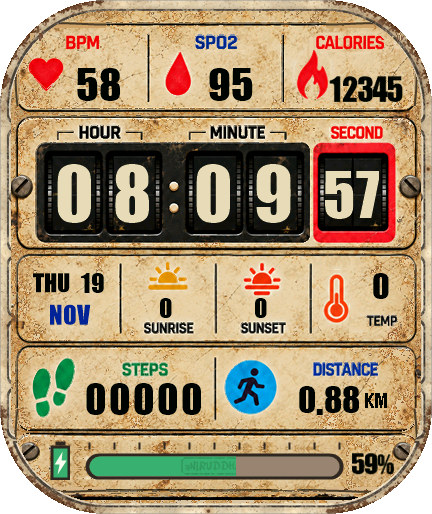 BPM SPO2 CALORIES
58 95 12345
HOUR MINUTE SECOND
08:09 57
THU 19 0 0 0
NOV SUNRISE SUNSET TEMP
STEPS DISTANCE
00000 0.88 KM
59%